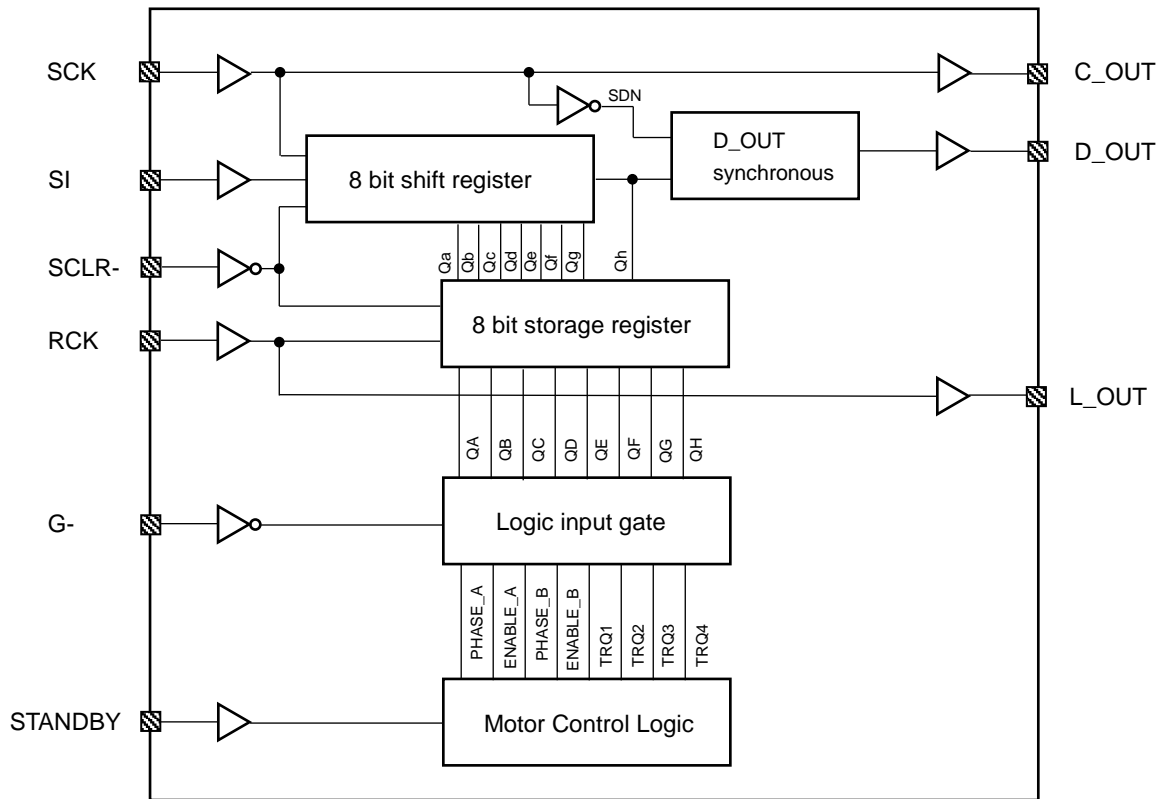 SCK
C_OUT
SDN
D_OUT
synchronous
D_OUT
SI
8 bit shift register
SCLR-
Qa
Qb
Qc
Qd
Qe
Qf
Qg
Qh
RCK
8 bit storage register
L_OUT
QA
QB
QC
QD
QE
QF
QG
QH
G-
Logic input gate
PHASE_A
ENABLE_A
PHASE_B
ENABLE_B
TRQ1
TRQ2
TRQ3
TRQ4
STANDBY
Motor Control Logic